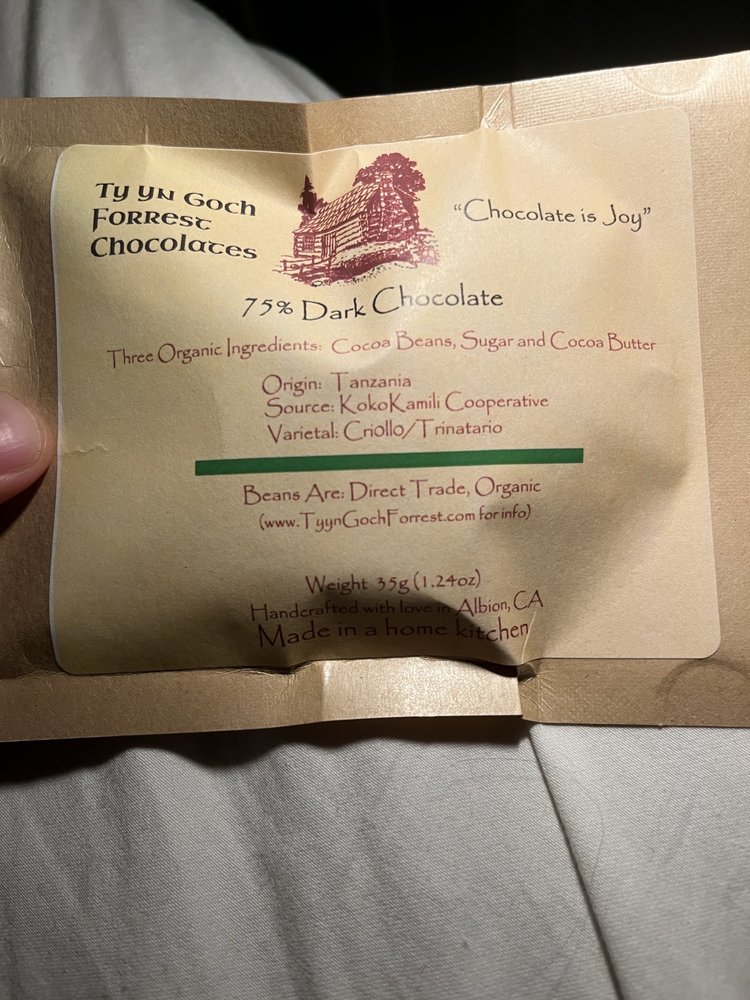 Ty yn Goch
Forrest
Chocolates
"Chocolate is Joy"
75% Dark Chocolate
Three Organic Ingredients: Cocoa Beans, Sugar and Cocoa Butter
Origin: Tanzania
Source: KokoKamili Cooperative
Varietal: Criollo/Trinatario
Beans Are: Direct Trade, Organic
(www.TyynGochForrest.com for info)
Weight 35g (1.24oz)
Handcrafted with love in Albion, CA
Made in a home kitchen